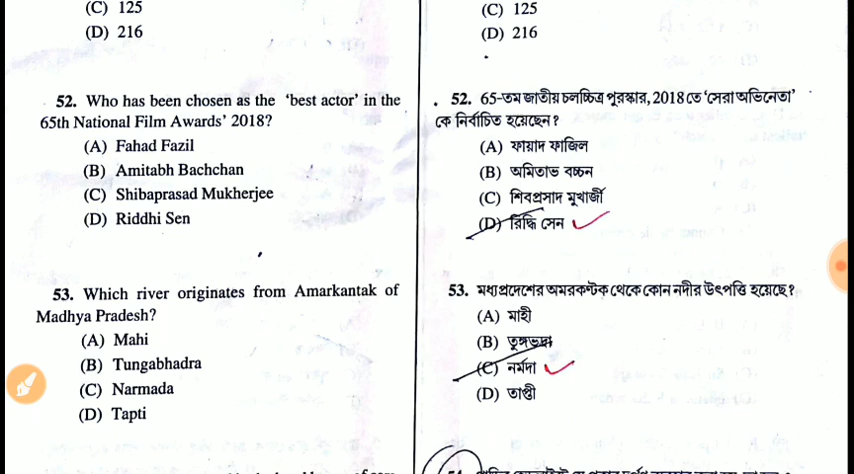 (C) 125
(D) 216
52. Who has been chosen as the 'best actor' in the
65th National Film Awards' 2018?
(A) Fahad Fazil
(B) Amitabh Bachchan
(C) Shibaprasad Mukherjee
(D) Riddhi Sen
53. Which river originates from Amarkantak of
Madhya Pradesh?
(A) Mahi
(B) Tungabhadra
(C) Narmada
(D) Tapti
(C) 125
(D) 216
52. 65-তম জাতীয় চলচ্চিত্র পুরস্কার, 2018 তে 'সেরা অভিনেতা'
কে নির্বাচিত হয়েছেন?
(A) ফায়াদ ফাজিল
(B) অমিতাভ বচ্চন
(C) শিবপ্রসাদ মুখার্জী
(D) রিদ্ধি সেন
53. মধ্যপ্রদেশের অমরকণ্টক থেকে কোন নদীর উৎপত্তি হয়েছে?
(A) মাহী
(B) তুঙ্গভদ্রা
(C) নর্মদা
(D) তাপ্তী